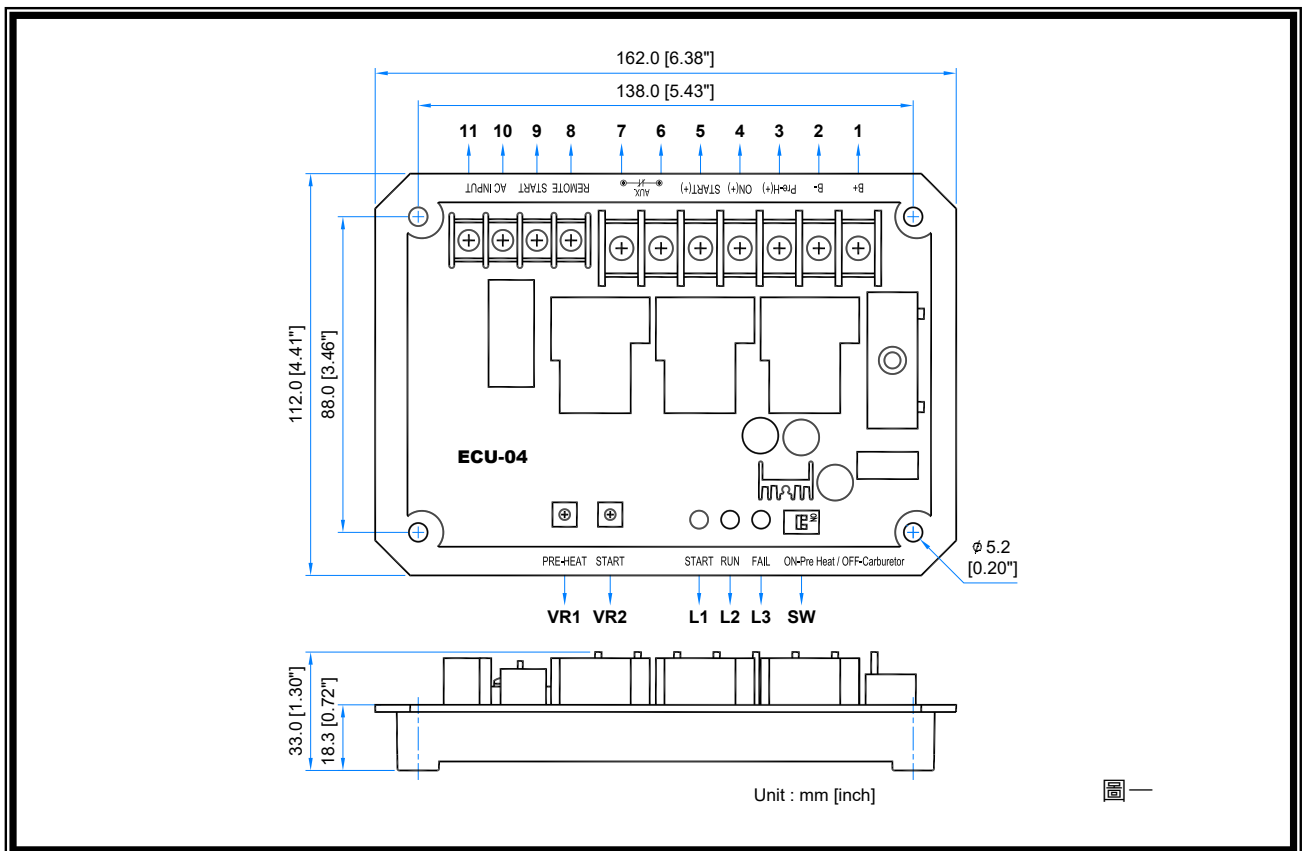 162.0 [6.38"]
138.0 [5.43"]
11 10 9 8 7 6 5 4 3 2 1
AC INPUT
REMOTE START
AUX.
START(+)
ON(+)
Pre-H(+)
B-
B+
112.0 [4.41"]
88.0 [3.46"]
ECU-04
ON
PRE-HEAT START START RUN FAIL ON-Pre Heat / OFF-Carburetor
VR1 VR2 L1 L2 L3 SW
ϕ 5.2
[0.20"]
33.0 [1.30"]
18.3 [0.72"]
Unit : mm [inch]
圖一